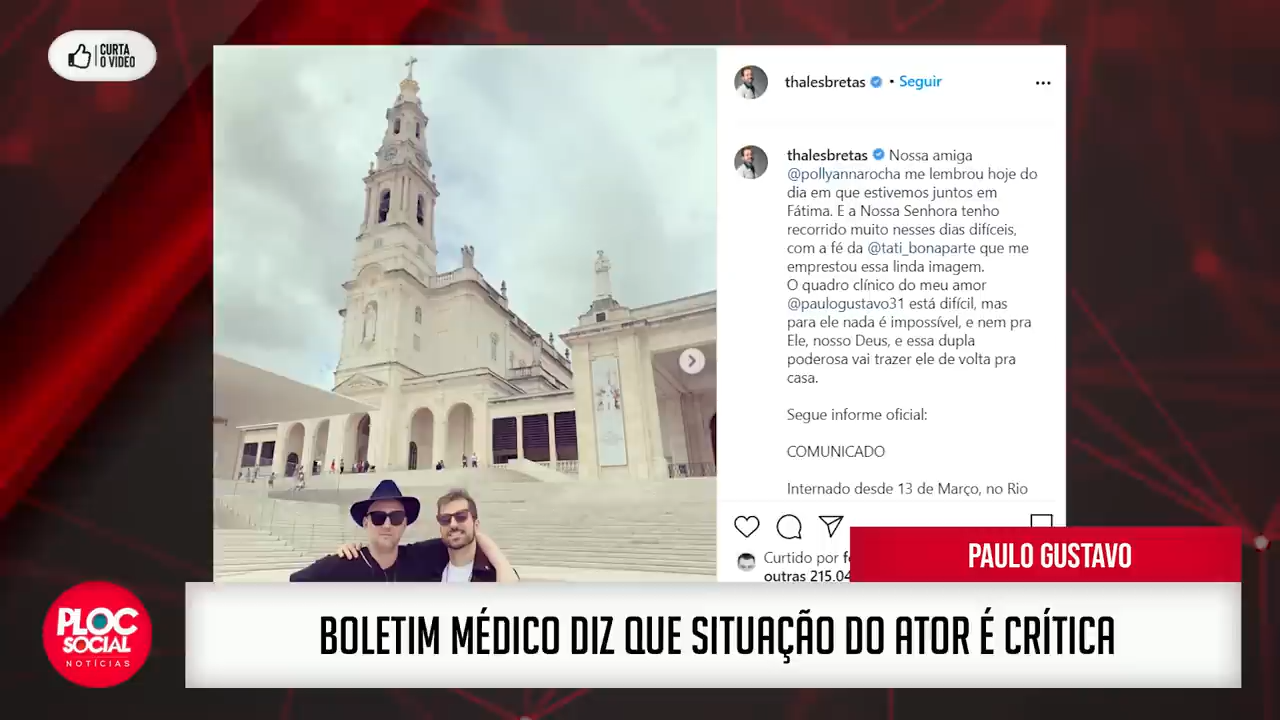 CURTA
O VÍDEO
thalesbretas • Seguir
thalesbretas Nossa amiga
@pollyannarocha me lembrou hoje do
dia em que estivemos juntos em
Fátima. E a Nossa Senhora tenho
recorrido muito nesses dias difíceis,
com a fé da @tati_bonaparte que me
emprestou essa linda imagem.
O quadro clínico do meu amor
@paulogustavo31 está difícil, mas
para ele nada é impossível, e nem pra
Ele, nosso Deus, e essa dupla
poderosa vai trazer ele de volta pra
casa.
Segue informe oficial:
COMUNICADO
Internado desde 13 de Março, no Rio
Curtido por
outras 215.04
PAULO GUSTAVO
BOLETIM MÉDICO DIZ QUE SITUAÇÃO DO ATOR É CRÍTICA
PLOC
SOCIAL
NOTÍCIAS